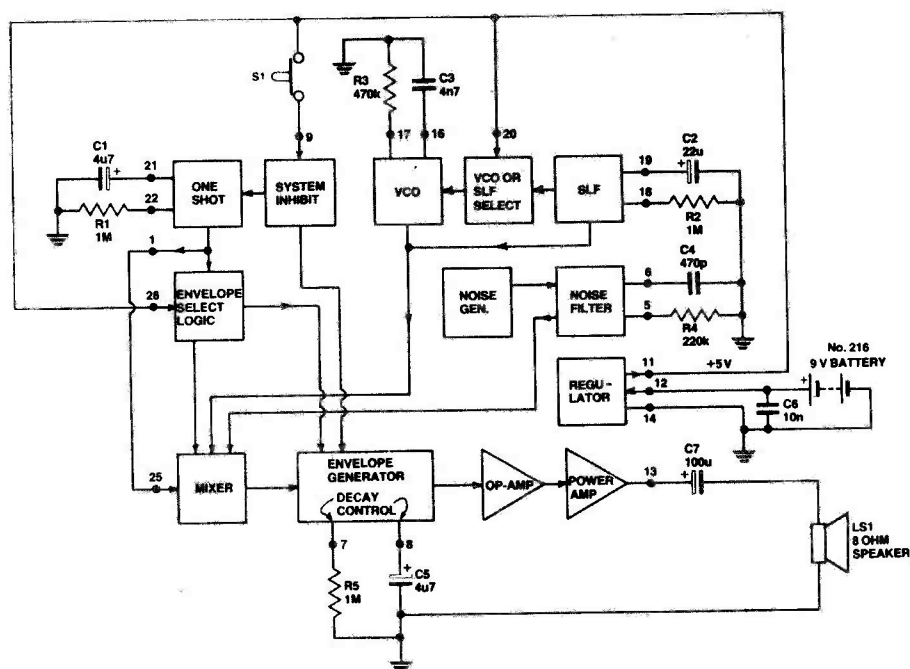 S1
9
R3
470k
C3
4n7
17
16
20
C1
4u7
+
21
22
R1
1M
1
ONE
SHOT
SYSTEM
INHIBIT
VCO
VCO OR
SLF
SELECT
SLF
19
18
C2
22u
+
R2
1M
C4
470p
26
ENVELOPE
SELECT
LOGIC
NOISE
GEN.
NOISE
FILTER
6
5
R4
220k
REGU -
LATOR
11
+5V
12
14
No. 216
9 V BATTERY
+
C6
10n
25
MIXER
ENVELOPE
GENERATOR
DECAY
CONTROL
OP-AMP
POWER
AMP
13
C7
100u
+
LS1
8 OHM
SPEAKER
7
8
R5
1M
+
C5
4u7